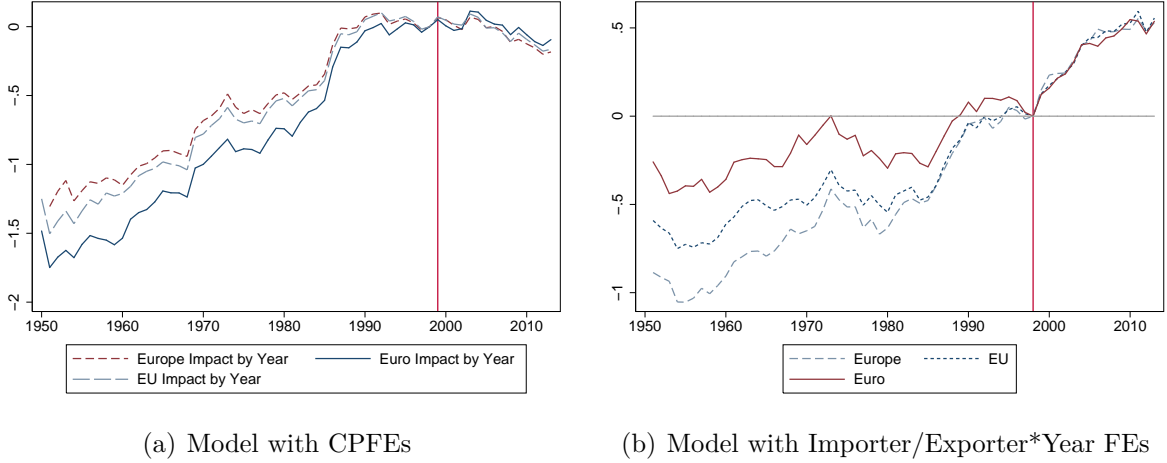 0
-.5
-1
-1.5
-2
1950 1960 1970 1980 1990 2000 2010
Europe Impact by Year Euro Impact by Year
EU Impact by Year
(a) Model with CPFEs
.5
0
-.5
-1
1950 1960 1970 1980 1990 2000 2010
Europe EU
Euro
(b) Model with Importer/Exporter*Year FEs